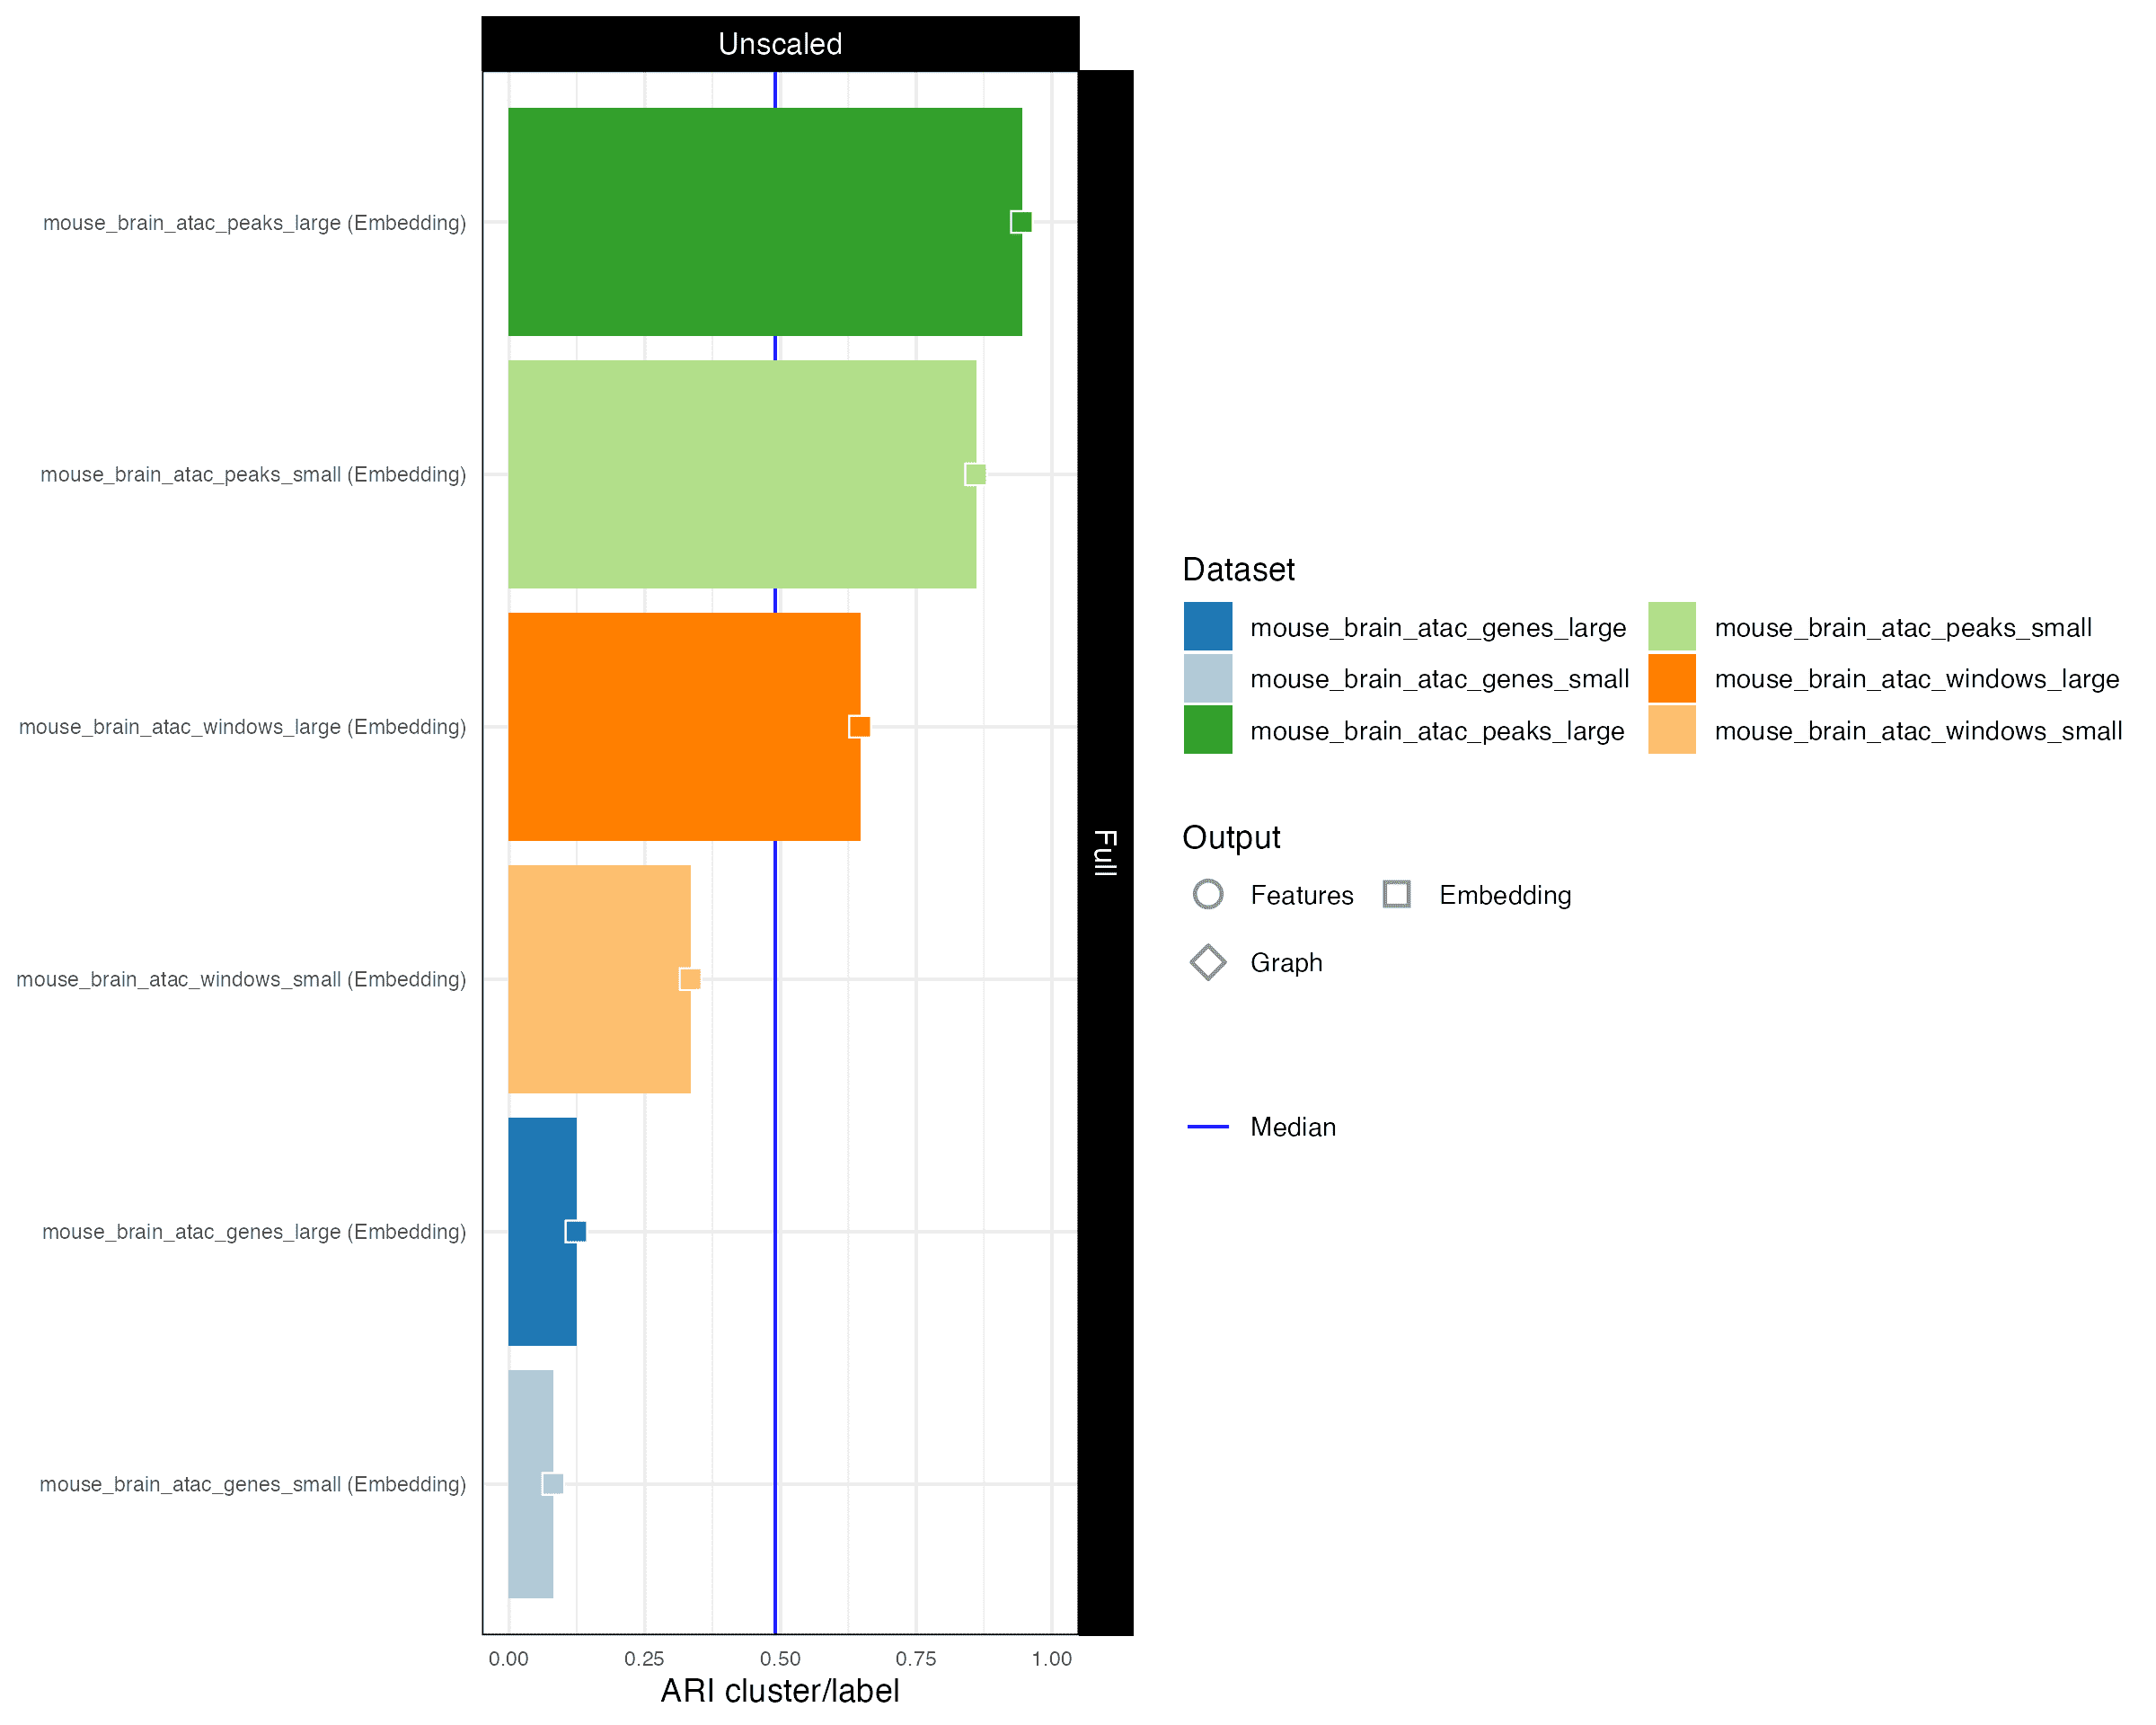 Unscaled
mouse_brain_atac_peaks_large (Embedding)
mouse_brain_atac_peaks_small (Embedding)
mouse_brain_atac_windows_large (Embedding)
mouse_brain_atac_windows_small (Embedding)
mouse_brain_atac_genes_large (Embedding)
mouse_brain_atac_genes_small (Embedding)
0.00 0.25 0.50 0.75 1.00
ARI cluster/label
Full
Dataset
mouse_brain_atac_genes_large mouse_brain_atac_peaks_small
mouse_brain_atac_genes_small mouse_brain_atac_windows_large
mouse_brain_atac_peaks_large mouse_brain_atac_windows_small
Output
Features Embedding
Graph
Median